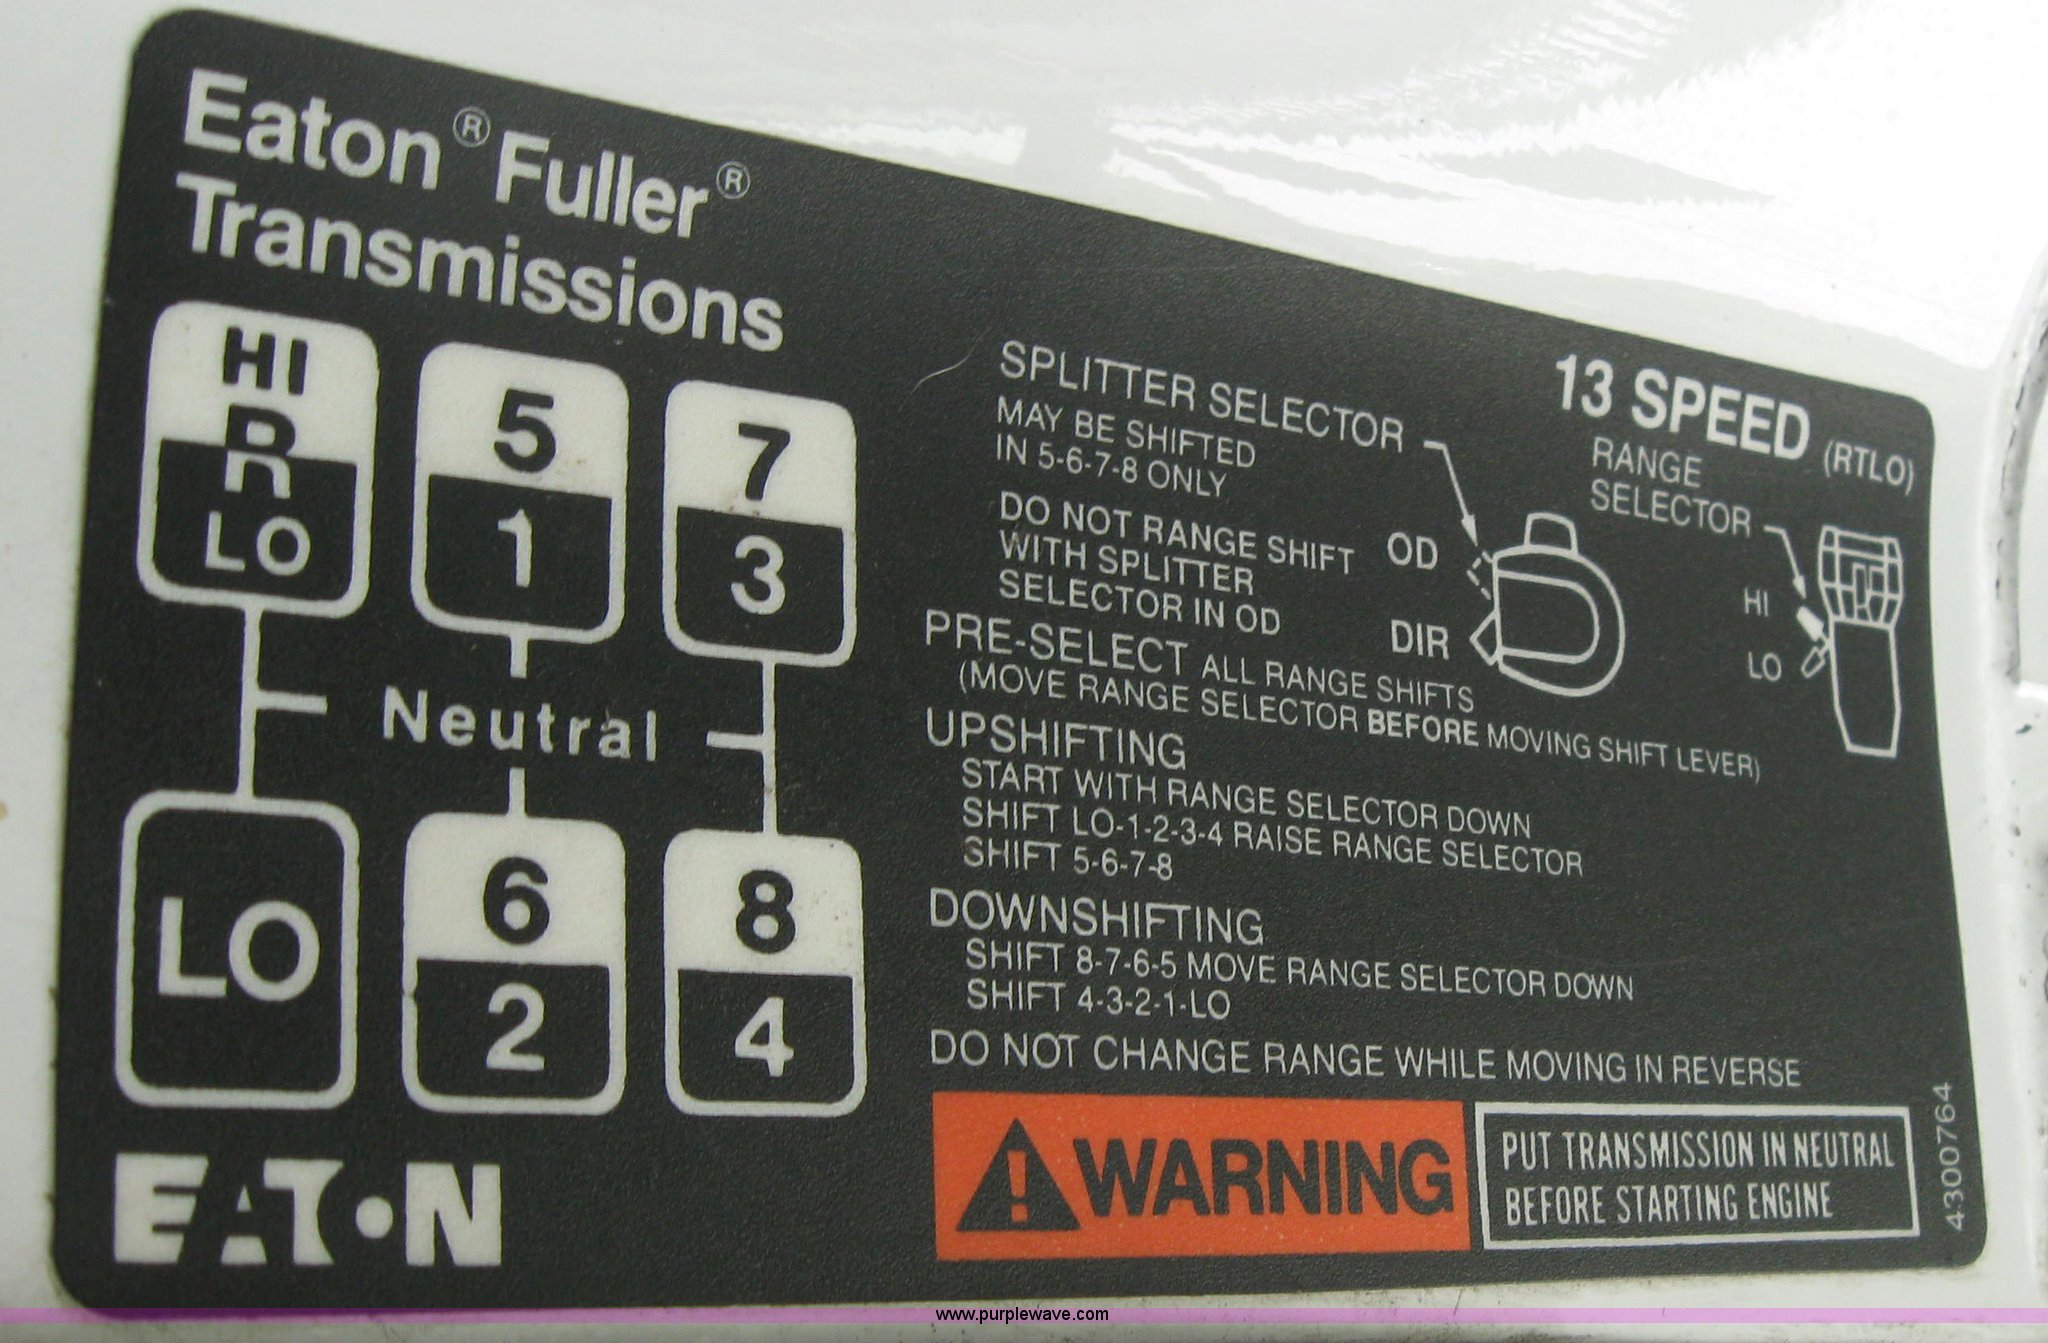 Eaton® Fuller®
Transmissions
HI
R
LO
5
1
7
3
Neutral
LO
6
2
8
4
EATON
13 SPEED (RTLO)
SPLITTER SELECTOR
MAY BE SHIFTED
IN 5-6-7-8 ONLY
DO NOT RANGE SHIFT
WITH SPLITTER
SELECTOR IN OD
OD
DIR
RANGE
SELECTOR
HI
LO
PRE-SELECT ALL RANGE SHIFTS
(MOVE RANGE SELECTOR BEFORE MOVING SHIFT LEVER)
UPSHIFTING
START WITH RANGE SELECTOR DOWN
SHIFT LO-1-2-3-4 RAISE RANGE SELECTOR
SHIFT 5-6-7-8
DOWNSHIFTING
SHIFT 8-7-6-5 MOVE RANGE SELECTOR DOWN
SHIFT 4-3-2-1-LO
DO NOT CHANGE RANGE WHILE MOVING IN REVERSE
WARNING
PUT TRANSMISSION IN NEUTRAL
BEFORE STARTING ENGINE
4300764
www.purplewave.com